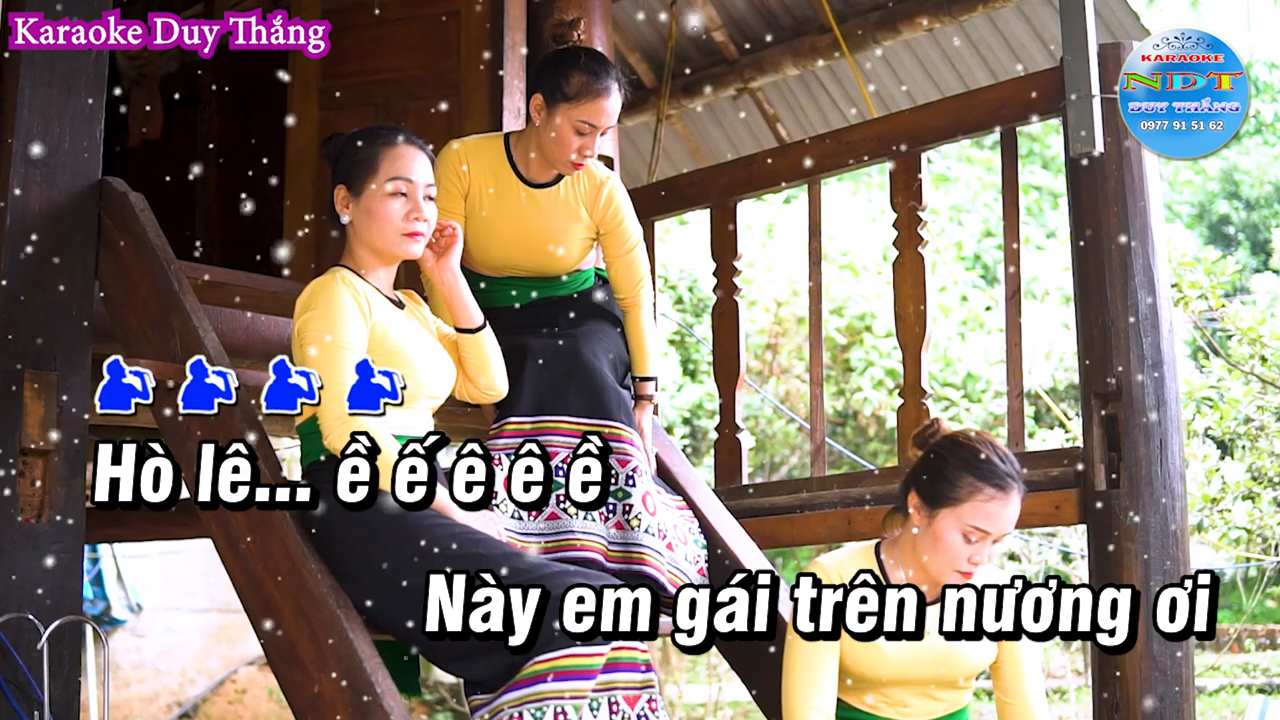 Karaoke Duy Thắng
KARAOKE
NDT
DUY THẮNG
0977 91 51 62
Hò lê... ề ế ê ê ề
Này em gái trên nương ơi